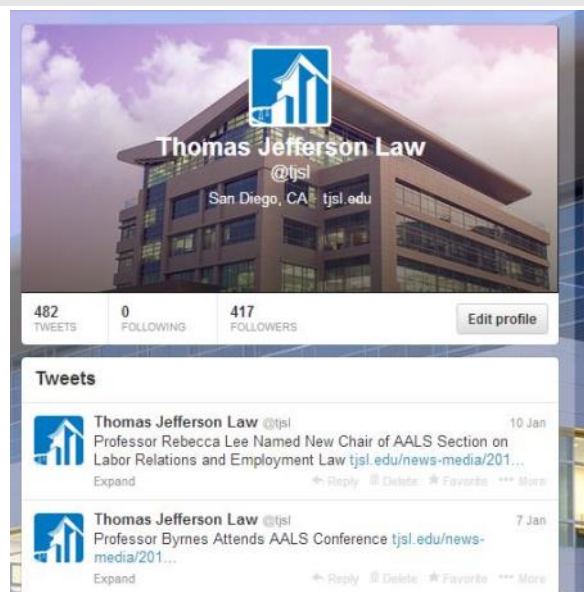 Thomas Jefferson Law
@tjsl
San Diego, CA tjsl.edu
482
TWEETS
0
FOLLOWING
417
FOLLOWERS
Edit profile
Tweets
Thomas Jefferson Law @tjsl 10 Jan
Professor Rebecca Lee Named New Chair of AALS Section on
Labor Relations and Employment Law tjsl.edu/news-media/201...
Expand Reply Delete Favorite More
Thomas Jefferson Law @tjsl 7 Jan
Professor Byrnes Attends AALS Conference tjsl.edu/news-
media/201...
Expand Reply Delete Favorite More